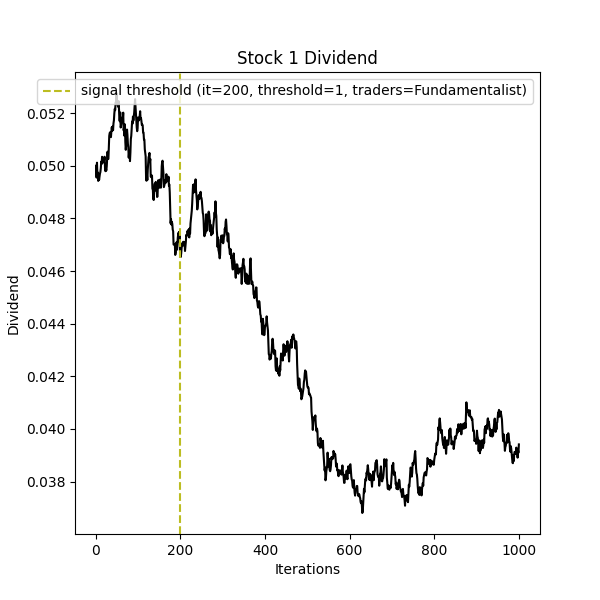 Stock 1 Dividend
signal threshold (it=200, threshold=1, traders=Fundamentalist)
0.052
0.050
0.048
0.046
0.044
0.042
0.040
0.038
Dividend
0 200 400 600 800 1000
Iterations